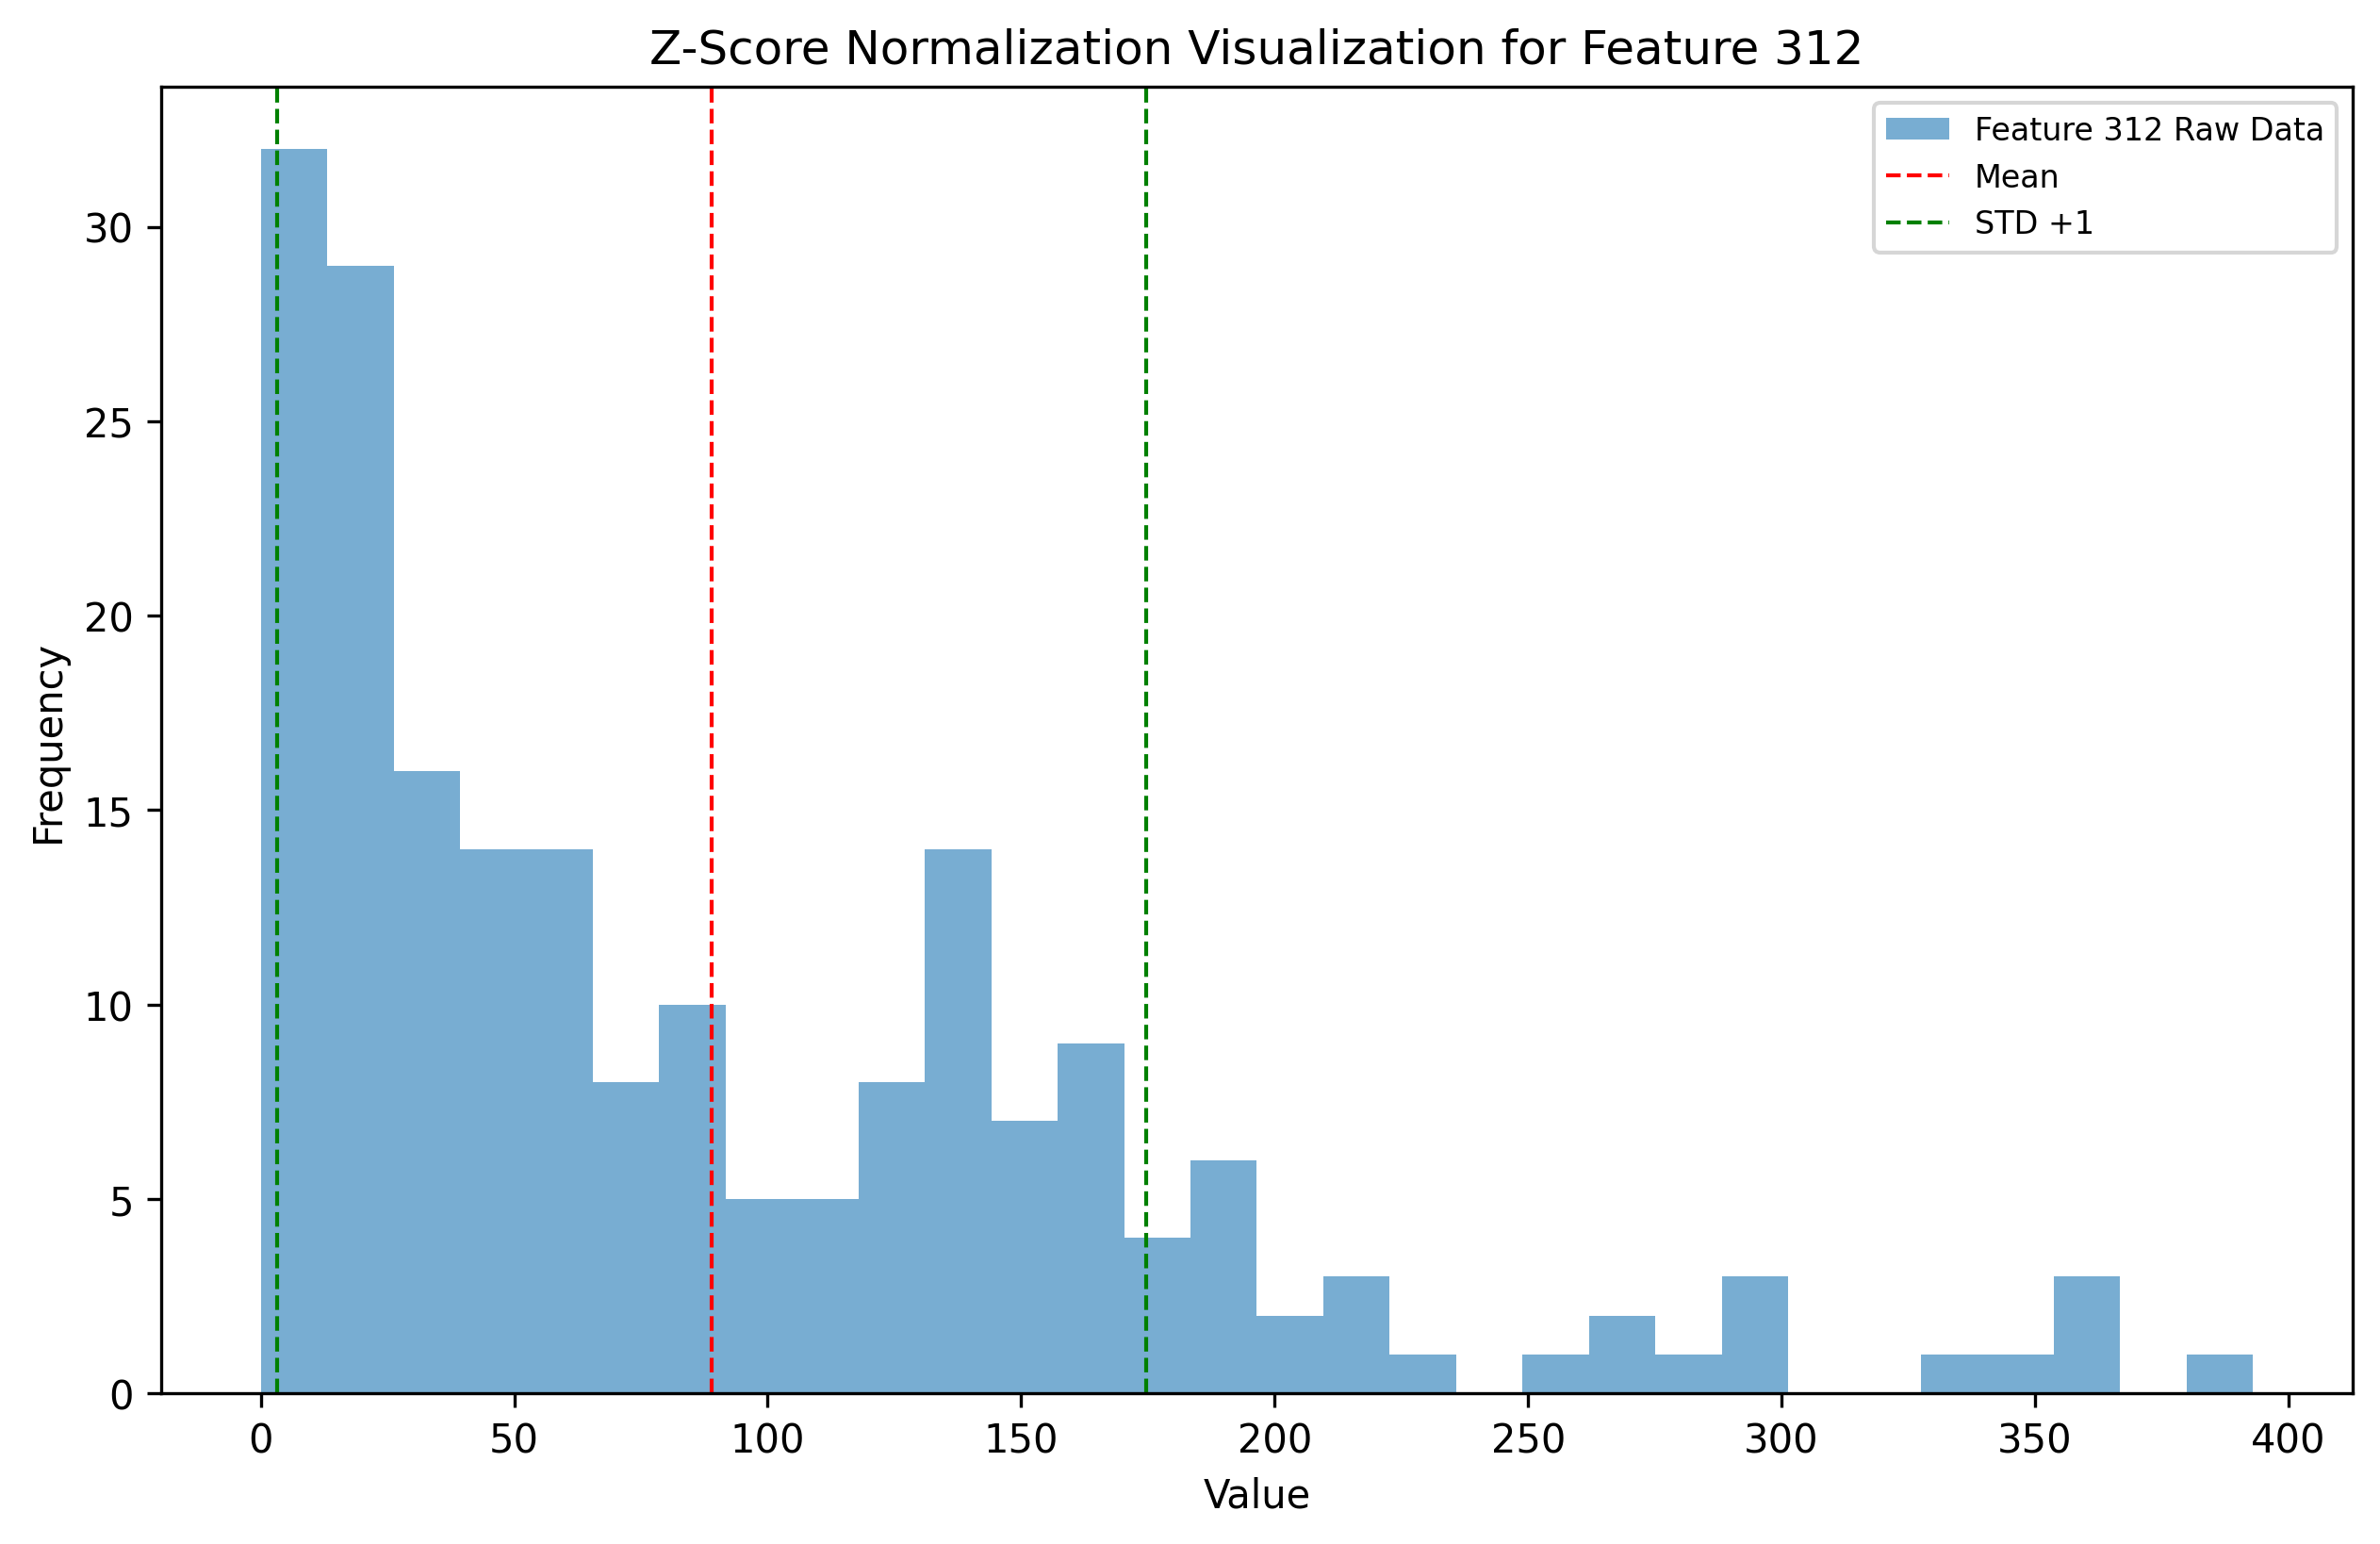 Z-Score Normalization Visualization for Feature 312
Feature 312 Raw Data
Mean
STD +1
Frequency
30
25
20
15
10
5
0
0 50 100 150 200 250 300 350 400
Value